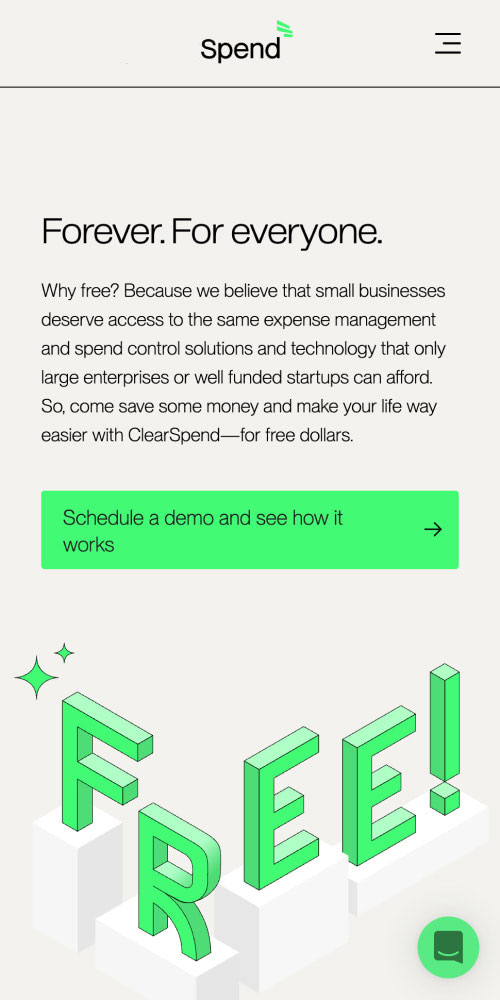 Spend
Forever. For everyone.
Why free? Because we believe that small businesses
deserve access to the same expense management
and spend control solutions and technology that only
large enterprises or well funded startups can afford.
So, come save some money and make your life way
easier with ClearSpend—for free dollars.
Schedule a demo and see how it
works
FREE!